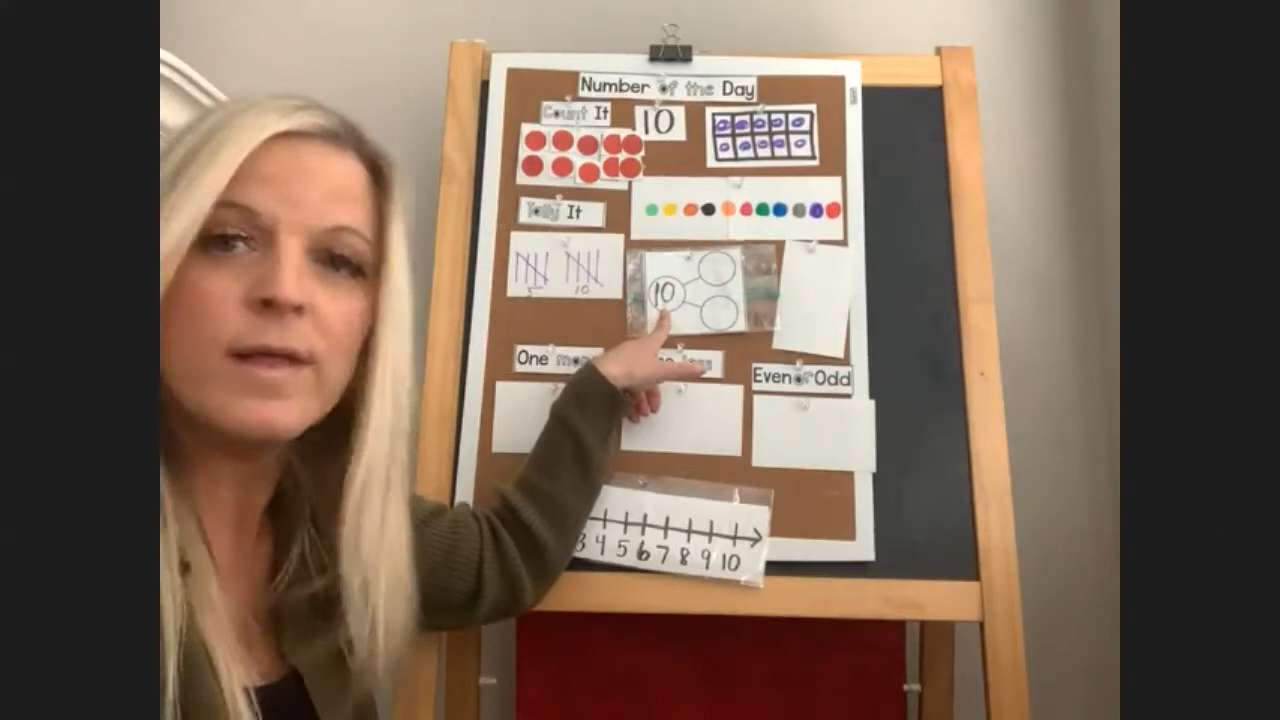 Number of the Day
Count It
10
Tally It
5 10
10
One more
less
Even or Odd
3 4 5 6 7 8 9 10